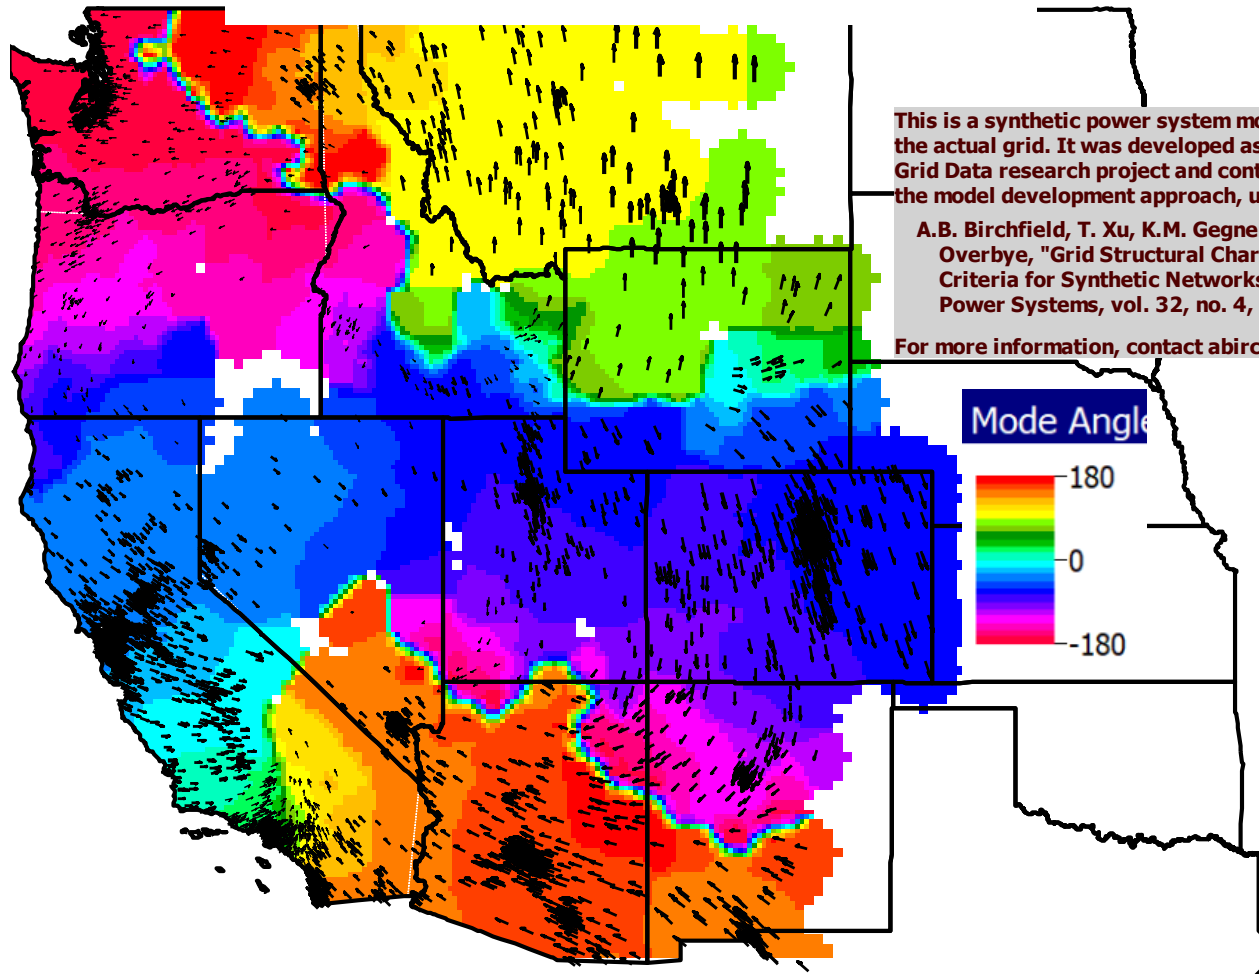 This is a synthetic power system mo
the actual grid. It was developed as
Grid Data research project and cont
the model development approach, u
A.B. Birchfield, T. Xu, K.M. Gegne
Overbye, "Grid Structural Char
Criteria for Synthetic Networks
Power Systems, vol. 32, no. 4,
For more information, contact abirc
Mode Angle
180
0
-180